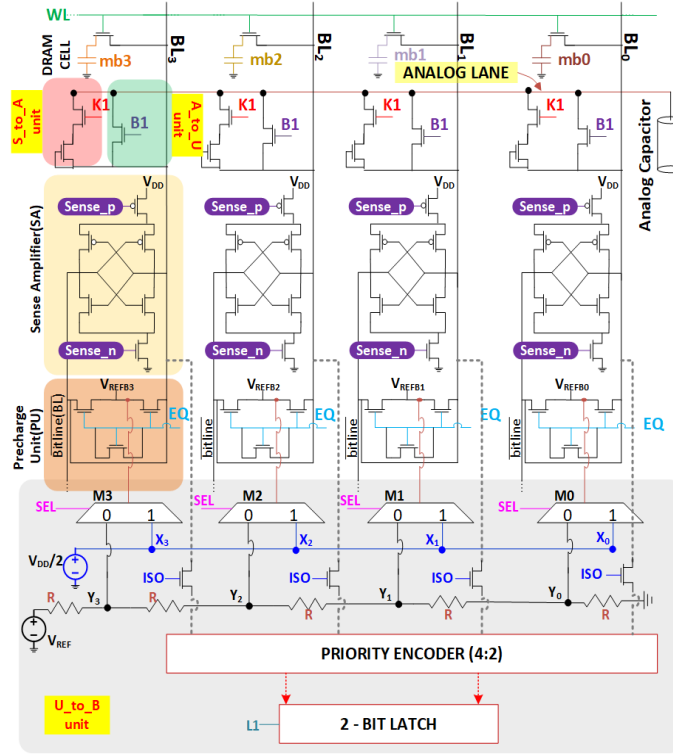 WL
DRAM
CELL
BL3
BL2
BL1
BL0
mb3
mb2
mb1
mb0
ANALOG LANE
S_to_A
unit
K1
B1
A_to_U
unit
K1
B1
K1
B1
K1
B1
Analog Capacitor
Sense Amplifier(SA)
VDD
VDD
VDD
VDD
Sense_p
Sense_p
Sense_p
Sense_p
Sense_n
Sense_n
Sense_n
Sense_n
Precharge
Unit(PU)
Bitline(BL)
VREFB3
EQ
bitline
VREFB2
EQ
bitline
VREFB1
EQ
bitline
VREFB0
EQ
SEL
M3
0 1
SEL
M2
0 1
SEL
M1
0 1
SEL
M0
0 1
X3
X2
X1
X0
VDD/2
ISO
ISO
ISO
ISO
R
Y3
R
Y2
R
Y1
R
Y0
R
VREF
PRIORITY ENCODER (4:2)
U_to_B
unit
L1
2 - BIT LATCH